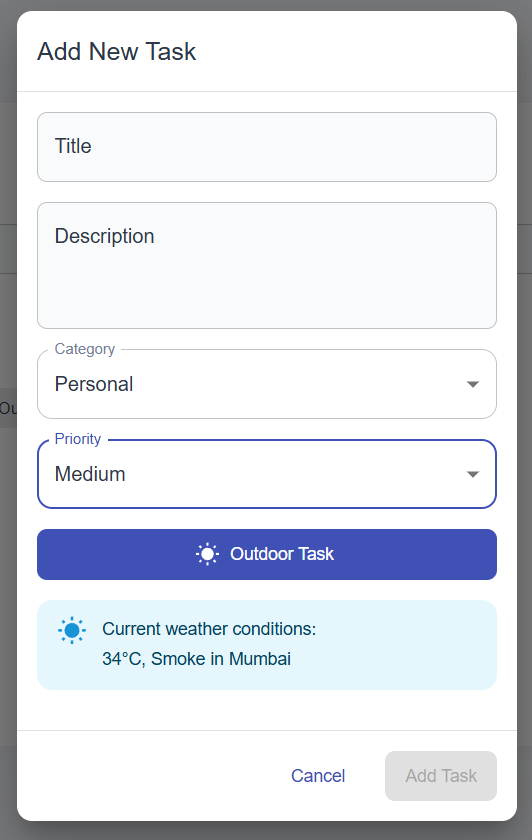 Add New Task
Title
Description
Category
Personal
Priority
Medium
Ou
Outdoor Task
Current weather conditions:
34°C, Smoke in Mumbai
Cancel
Add Task